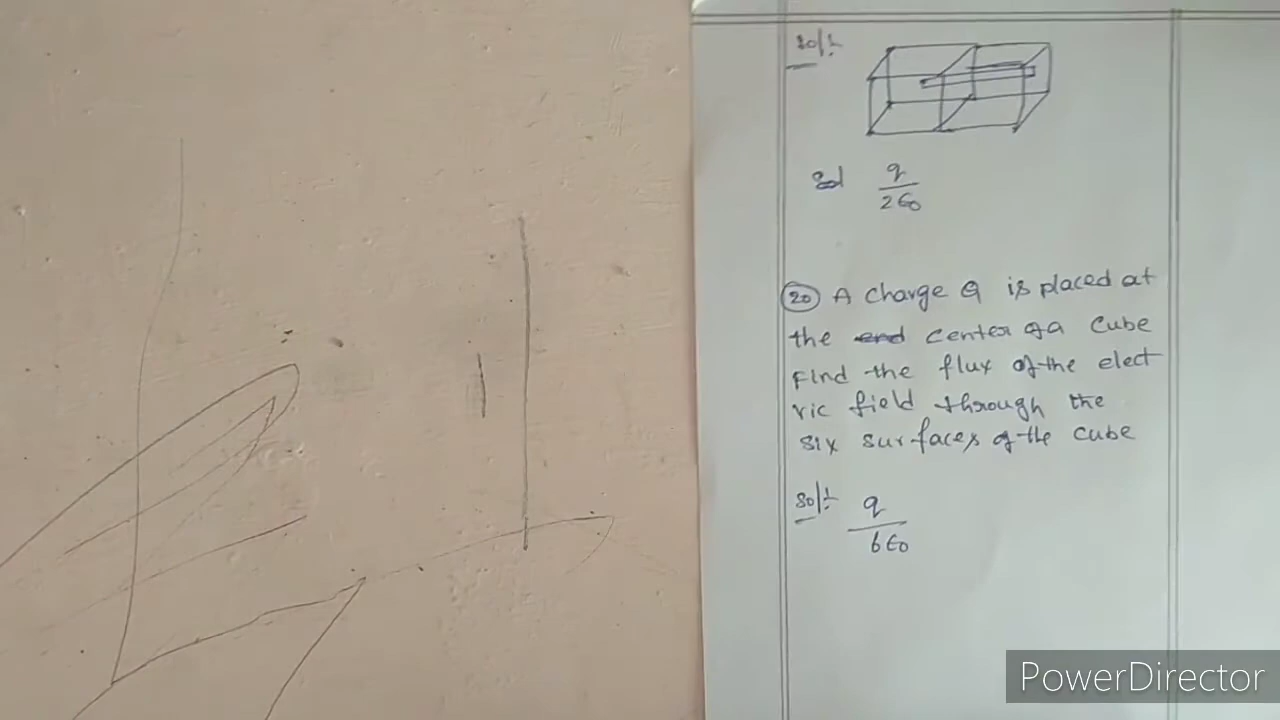 Sol:
Sol q/2ϵ₀
20 A charge Q is placed at
the end center of a cube
Find the flux of the elect
ric field through the
six surfaces of the cube
Sol: q/6ϵ₀
PowerDirector